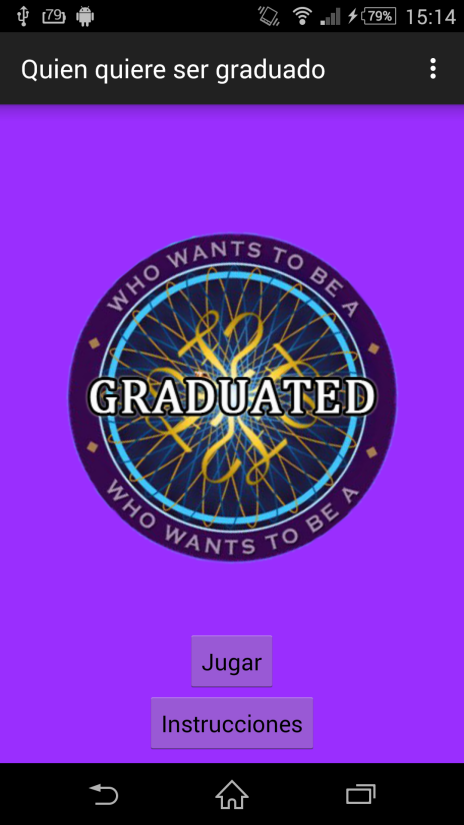 79 79% 15:14
Quien quiere ser graduado
WHO WANTS TO BE A
GRADUATED
WHO WANTS TO BE A
Jugar
Instrucciones